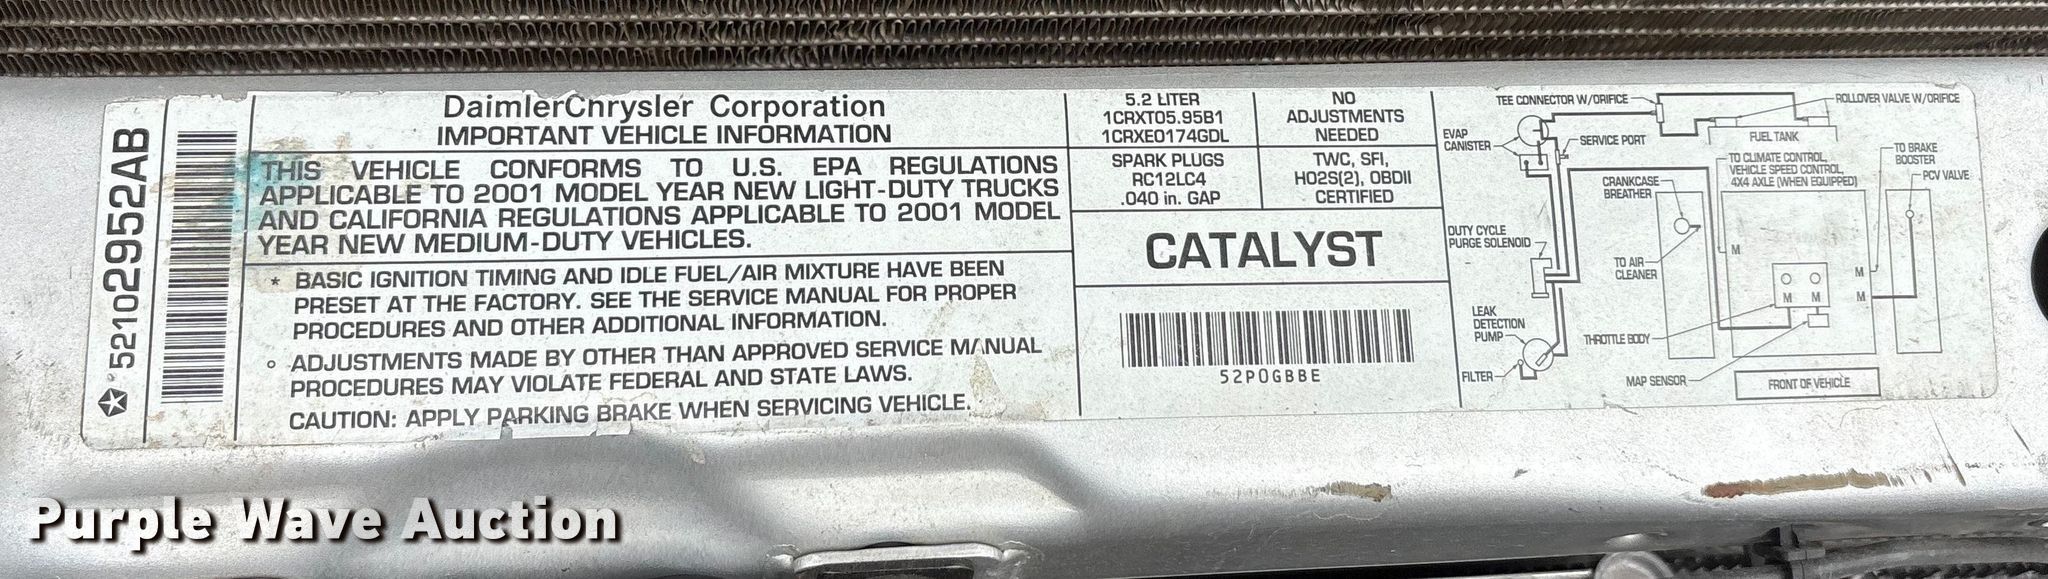 52102952AB
DaimlerChrysler Corporation
IMPORTANT VEHICLE INFORMATION
THIS VEHICLE CONFORMS TO U.S. EPA REGULATIONS
APPLICABLE TO 2001 MODEL YEAR NEW LIGHT-DUTY TRUCKS
AND CALIFORNIA REGULATIONS APPLICABLE TO 2001 MODEL
YEAR NEW MEDIUM-DUTY VEHICLES.
* BASIC IGNITION TIMING AND IDLE FUEL/AIR MIXTURE HAVE BEEN
PRESET AT THE FACTORY. SEE THE SERVICE MANUAL FOR PROPER
PROCEDURES AND OTHER ADDITIONAL INFORMATION.
° ADJUSTMENTS MADE BY OTHER THAN APPROVED SERVICE MANUAL
PROCEDURES MAY VIOLATE FEDERAL AND STATE LAWS.
CAUTION: APPLY PARKING BRAKE WHEN SERVICING VEHICLE.
5.2 LITER
1CRXT05.95B1
1CRXE0174GDL
NO
ADJUSTMENTS
NEEDED
SPARK PLUGS
RC12LC4
.040 in. GAP
TWC, SFI,
HO2S(2), OBDII
CERTIFIED
CATALYST
52P0GBBE
TEE CONNECTOR W/ORIFICE
ROLLOVER VALVE W/ORIFICE
FUEL TANK
EVAP
CANISTER
SERVICE PORT
TO CLIMATE CONTROL,
VEHICLE SPEED CONTROL,
4X4 AXLE (WHEN EQUIPPED)
TO BRAKE
BOOSTER
PCV VALVE
CRANKCASE
BREATHER
DUTY CYCLE
PURGE SOLENOID
TO AIR
CLEANER
M
M
M
M
M
LEAK
DETECTION
PUMP
THROTTLE BODY
FILTER
MAP SENSOR
FRONT OF VEHICLE
Purple Wave Auction